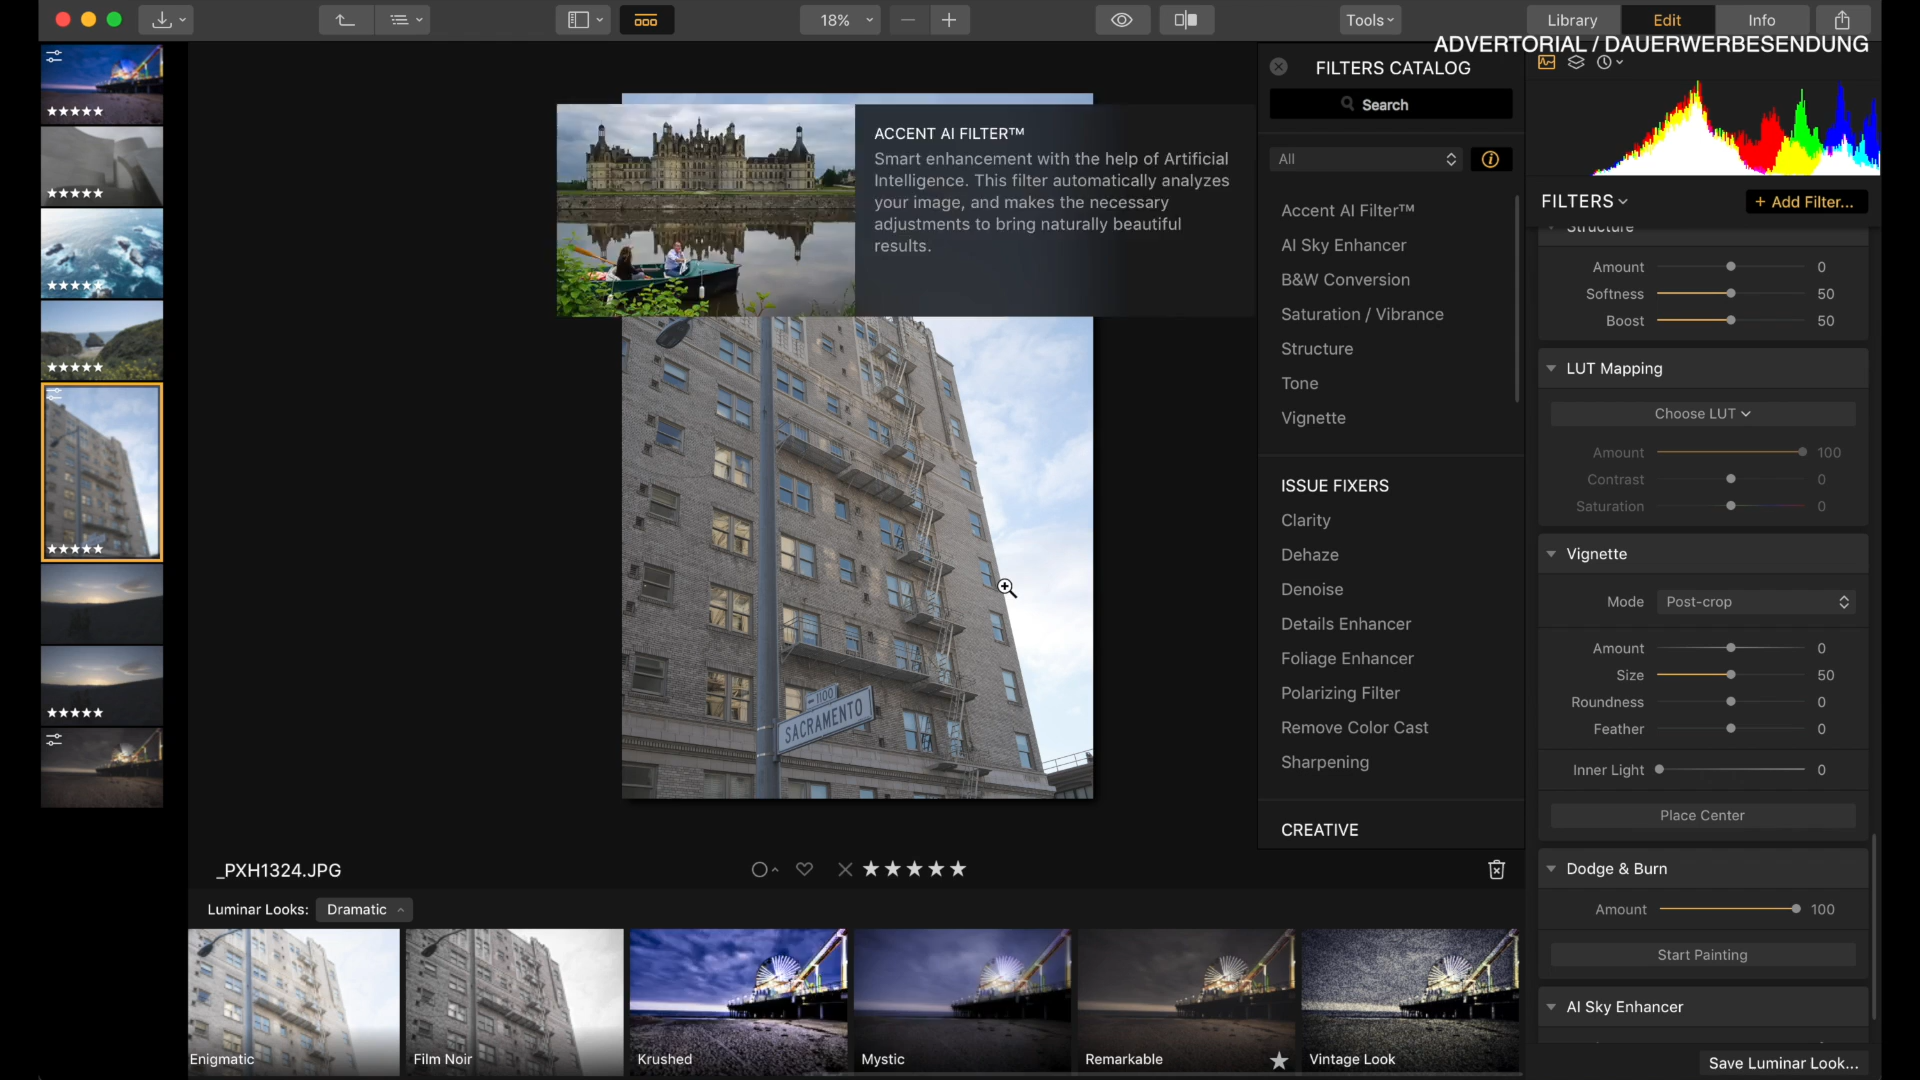 18%
Tools
Library
Edit
Info
ADVERTORIAL / DAUERWERBESENDUNG
FILTERS CATALOG
Search
All
Accent AI Filter™
AI Sky Enhancer
B&W Conversion
Saturation / Vibrance
Structure
Tone
Vignette
ISSUE FIXERS
Clarity
Dehaze
Denoise
Details Enhancer
Foliage Enhancer
Polarizing Filter
Remove Color Cast
Sharpening
CREATIVE
ACCENT AI FILTER™
Smart enhancement with the help of Artificial
Intelligence. This filter automatically analyzes
your image, and makes the necessary
adjustments to bring naturally beautiful
results.
1100
SACRAMENTO
FILTERS
+ Add Filter...
Structure
Amount 0
Softness 50
Boost 50
LUT Mapping
Choose LUT
Amount 100
Contrast 0
Saturation 0
Vignette
Mode Post-crop
Amount 0
Size 50
Roundness 0
Feather 0
Inner Light 0
Place Center
Dodge & Burn
Amount 100
Start Painting
AI Sky Enhancer
Save Luminar Look...
_PXH1324.JPG
Luminar Looks: Dramatic
Enigmatic
Film Noir
Krushed
Mystic
Remarkable
Vintage Look